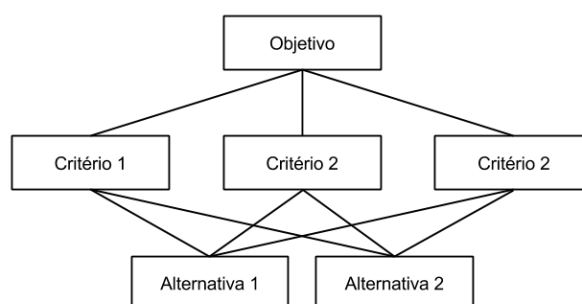 Objetivo
Critério 1
Critério 2
Critério 2
Alternativa 1
Alternativa 2